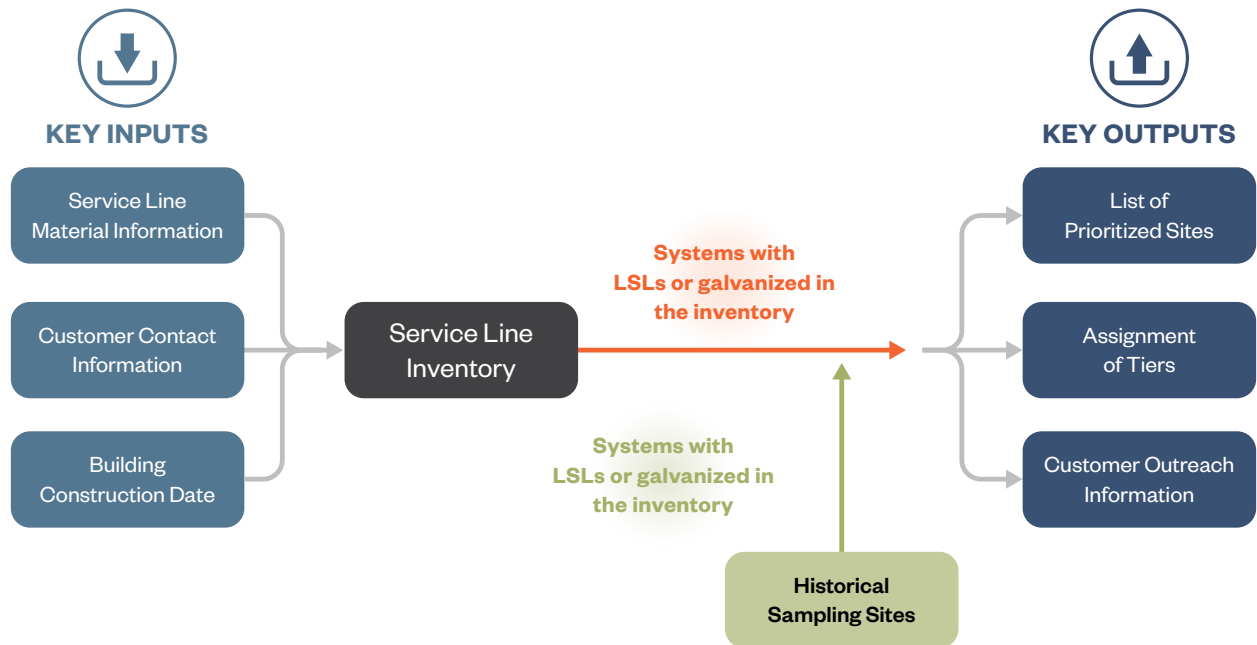 KEY INPUTS
Service Line
Material Information
Customer Contact
Information
Building
Construction Date
Service Line
Inventory
Systems with
LSLs or galvanized in
the inventory
Systems with
LSLs or galvanized in
the inventory
Historical
Sampling Sites
KEY OUTPUTS
List of
Prioritized Sites
Assignment
of Tiers
Customer Outreach
Information